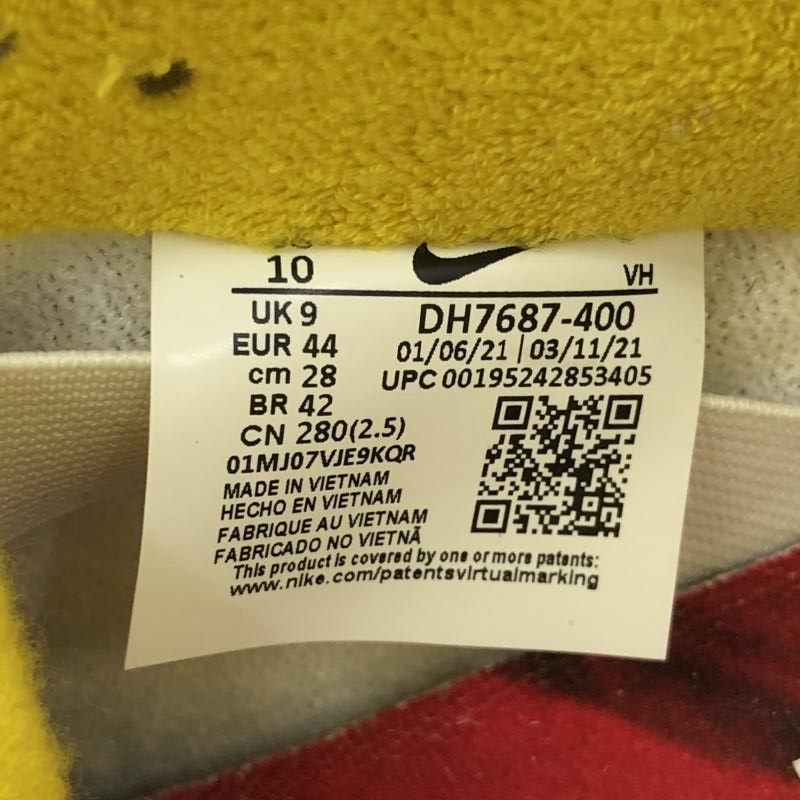 10
VH
UK 9
DH7687-400
EUR 44
01/06/21 | 03/11/21
cm 28
UPC 00195242853405
BR 42
CN 280(2.5)
01MJ07VJE9KQR
MADE IN VIETNAM
HECHO EN VIETNAM
FABRIQUE AU VIETNAM
FABRICADO NO VIETNÃ
This product is covered by one or more patents:
www.nike.com/patentsvirtualmarking